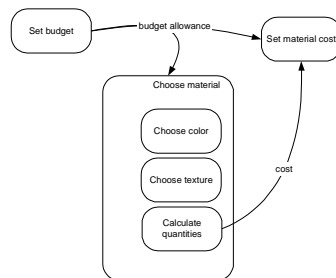 Set budget
budget allowance
Set material cost
Choose material
Choose color
Choose texture
cost
Calculate
quantities